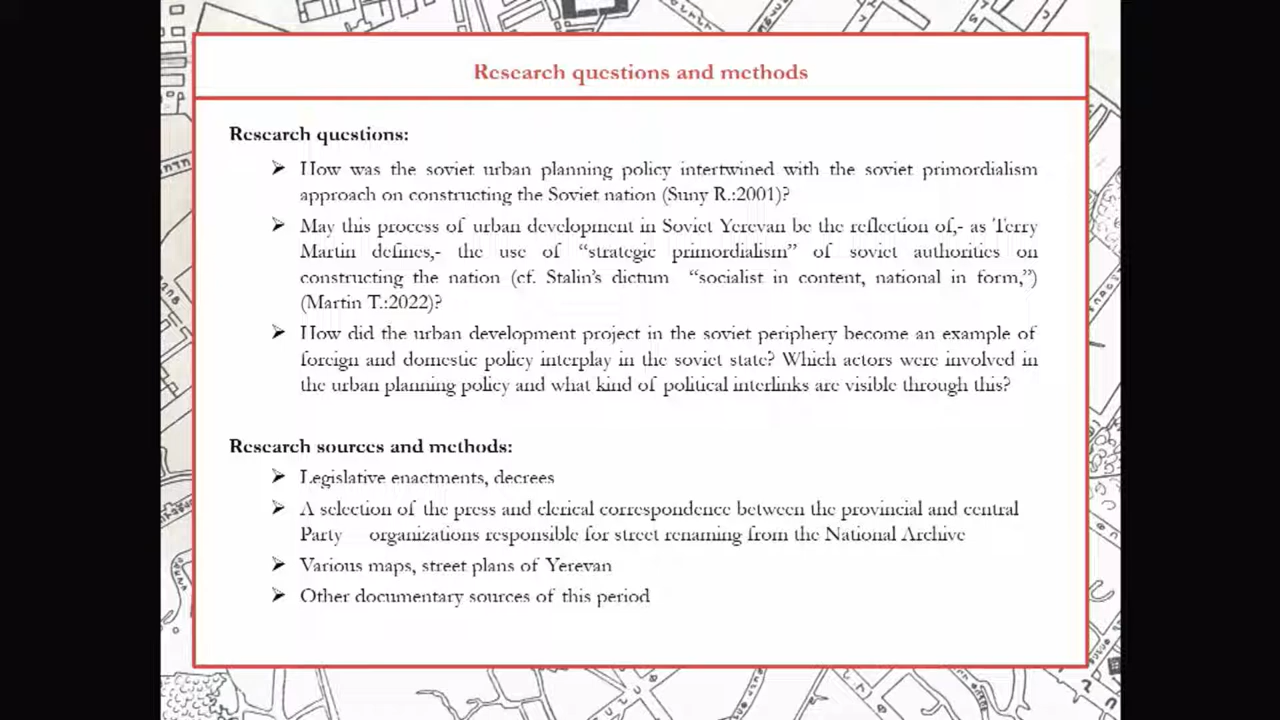 Research questions and methods
Research questions:
➢ How was the soviet urban planning policy intertwined with the soviet primordialism
approach on constructing the Soviet nation (Suny R.:2001)?
➢ May this process of urban development in Soviet Yerevan be the reflection of,- as Terry
Martin defines,- the use of “strategic primordialism” of soviet authorities on
constructing the nation (cf. Stalin’s dictum “socialist in content, national in form,”)
(Martin T.:2022)?
➢ How did the urban development project in the soviet periphery become an example of
foreign and domestic policy interplay in the soviet state? Which actors were involved in
the urban planning policy and what kind of political interlinks are visible through this?
Research sources and methods:
➢ Legislative enactments, decrees
➢ A selection of the press and clerical correspondence between the provincial and central
Party organizations responsible for street renaming from the National Archive
➢ Various maps, street plans of Yerevan
➢ Other documentary sources of this period